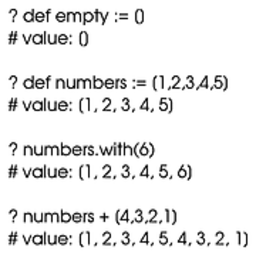 ? def empty := ()
# value: ()
? def numbers := (1,2,3,4,5)
# value: (1, 2, 3, 4, 5)
? numbers.with(6)
# value: (1, 2, 3, 4, 5, 6)
? numbers + (4,3,2,1)
# value: (1, 2, 3, 4, 5, 4, 3, 2, 1)